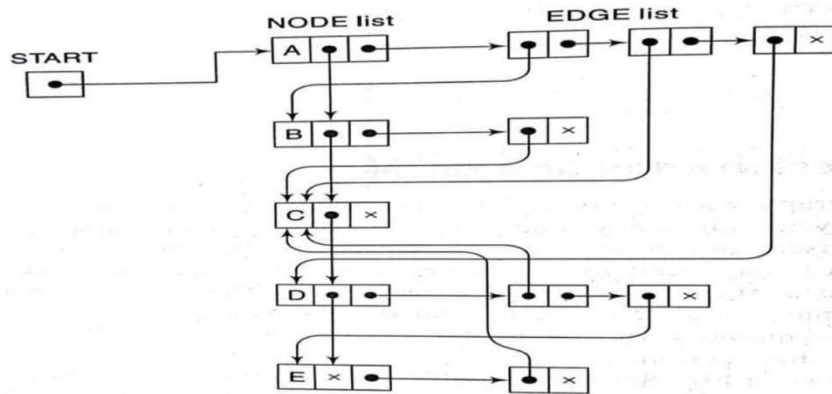 NODE list EDGE list
START
A ×
B ×
C ×
D ×
E × ×